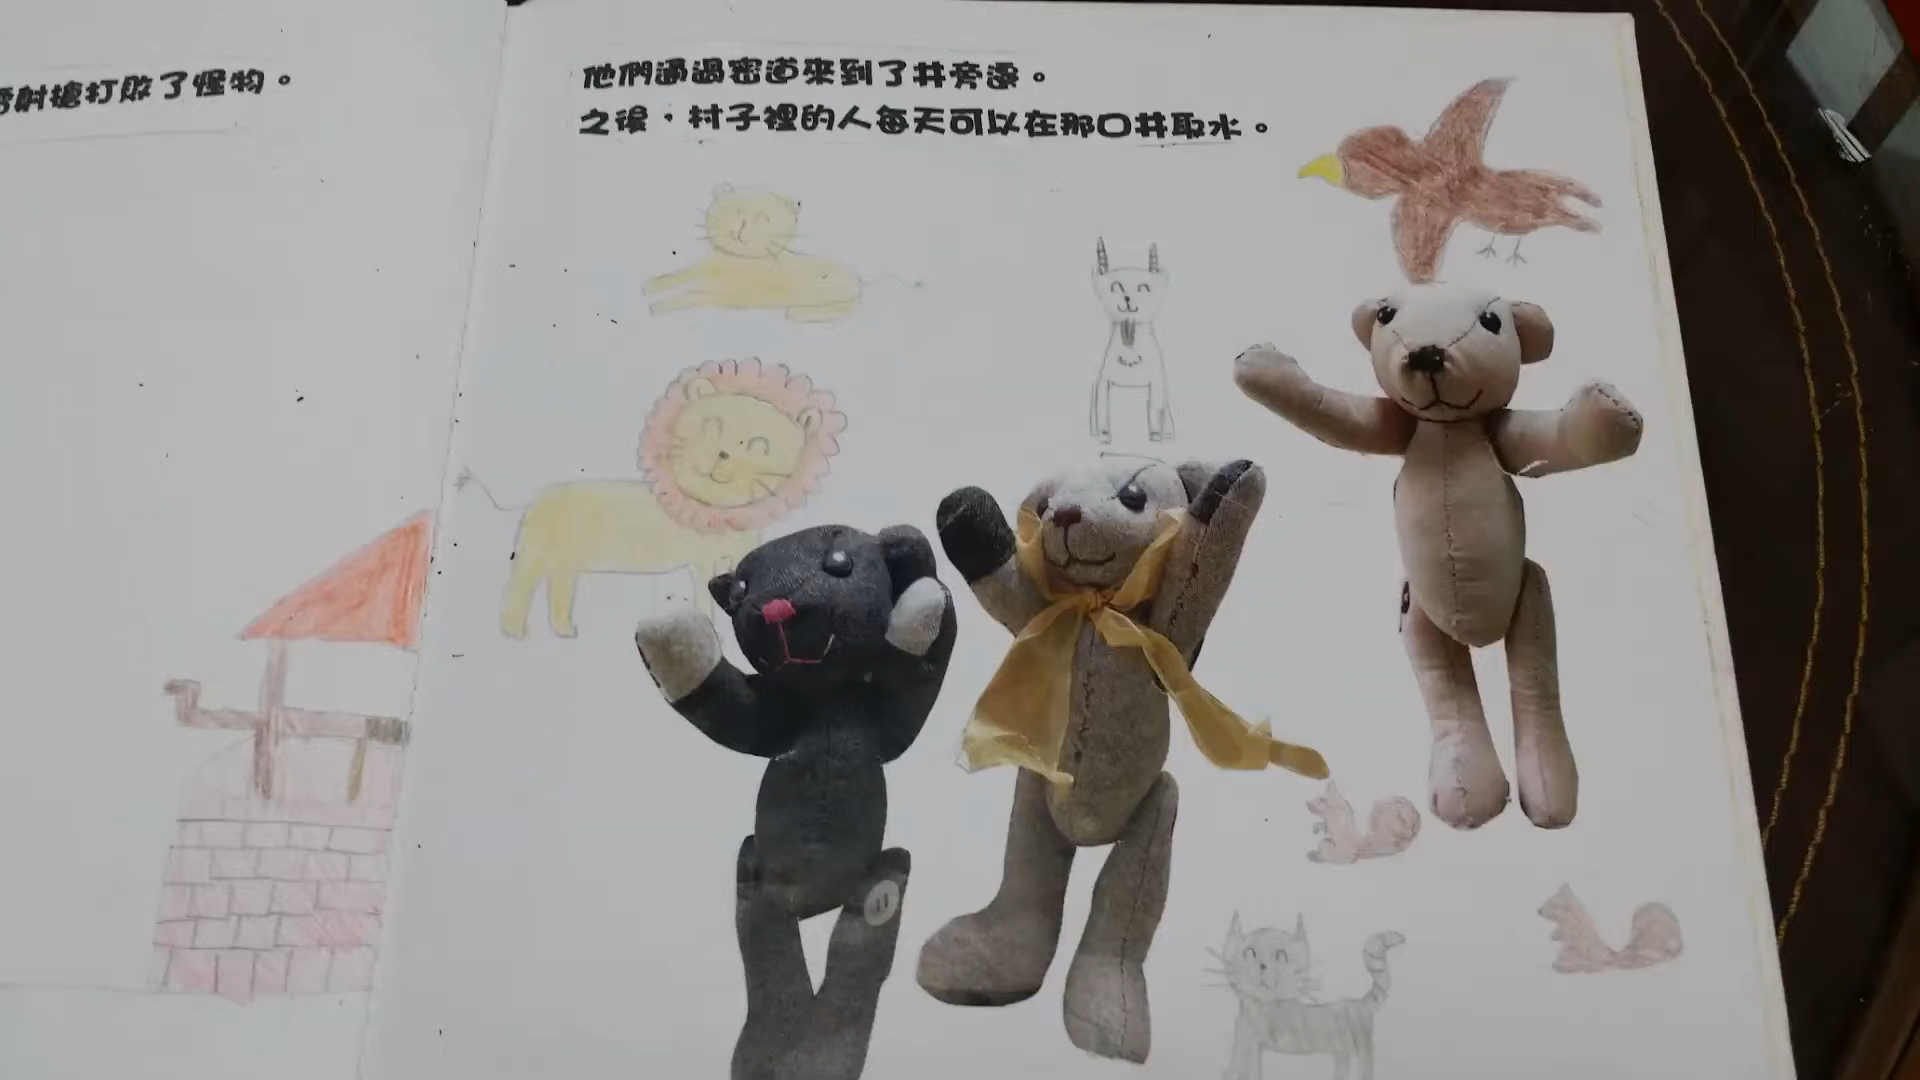 射搶打敗了怪物。
他們通過密道來到了井旁邊。
之後,村子裡的人每天可以在那口井取水。